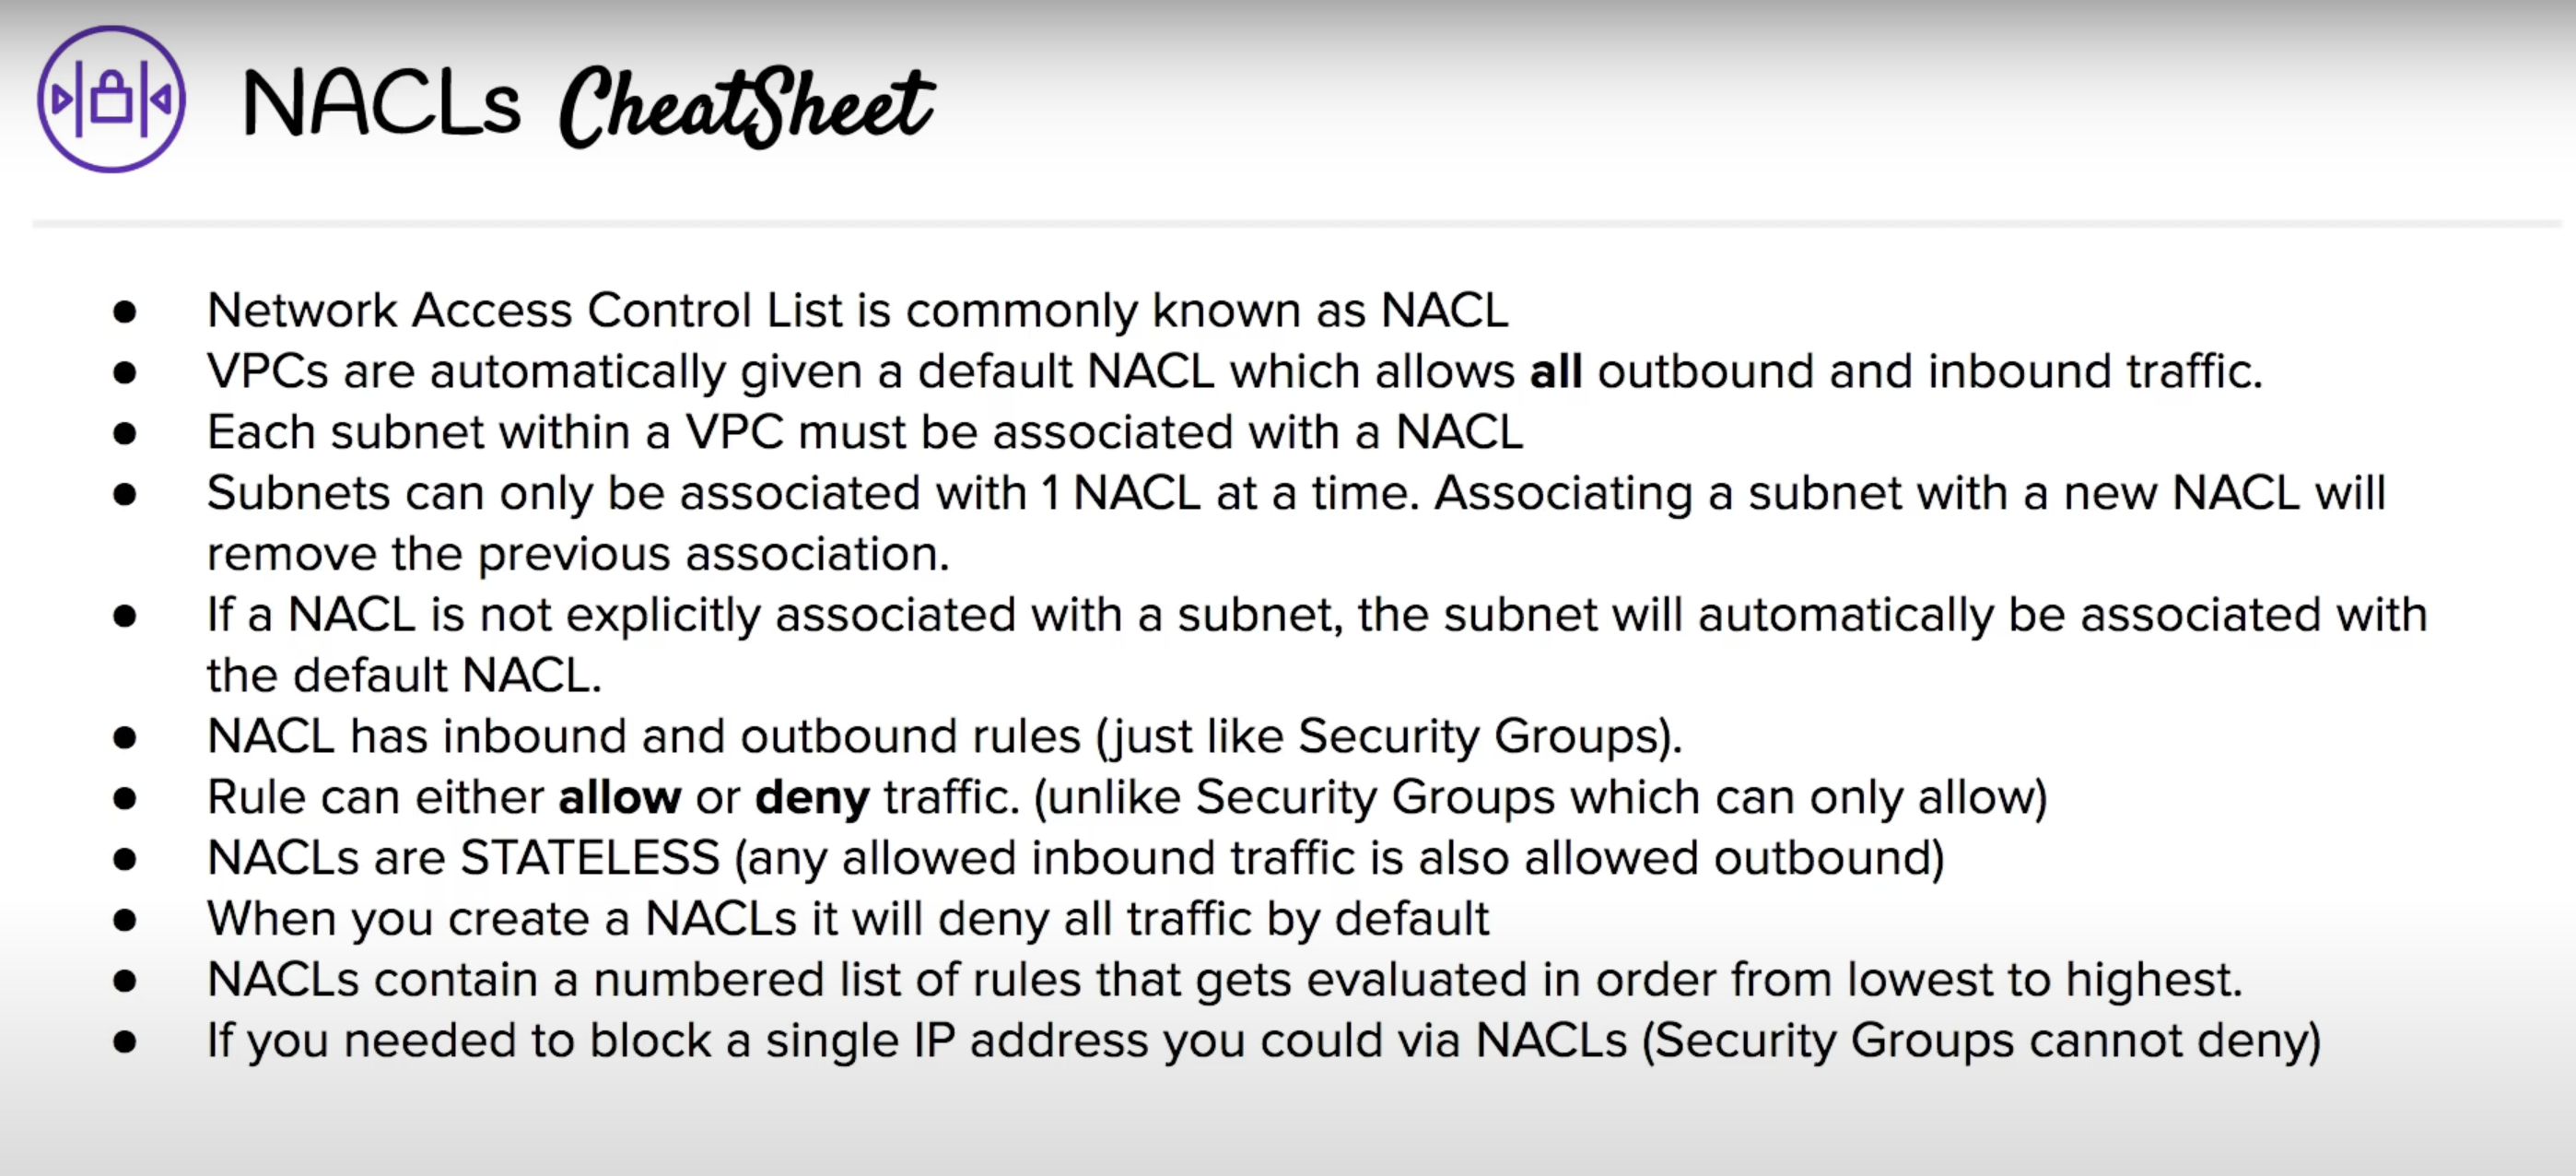 NACLs CheatSheet
● Network Access Control List is commonly known as NACL
● VPCs are automatically given a default NACL which allows all outbound and inbound traffic.
● Each subnet within a VPC must be associated with a NACL
● Subnets can only be associated with 1 NACL at a time. Associating a subnet with a new NACL will
remove the previous association.
● If a NACL is not explicitly associated with a subnet, the subnet will automatically be associated with
the default NACL.
● NACL has inbound and outbound rules (just like Security Groups).
● Rule can either allow or deny traffic. (unlike Security Groups which can only allow)
● NACLs are STATELESS (any allowed inbound traffic is also allowed outbound)
● When you create a NACLs it will deny all traffic by default
● NACLs contain a numbered list of rules that gets evaluated in order from lowest to highest.
● If you needed to block a single IP address you could via NACLs (Security Groups cannot deny)